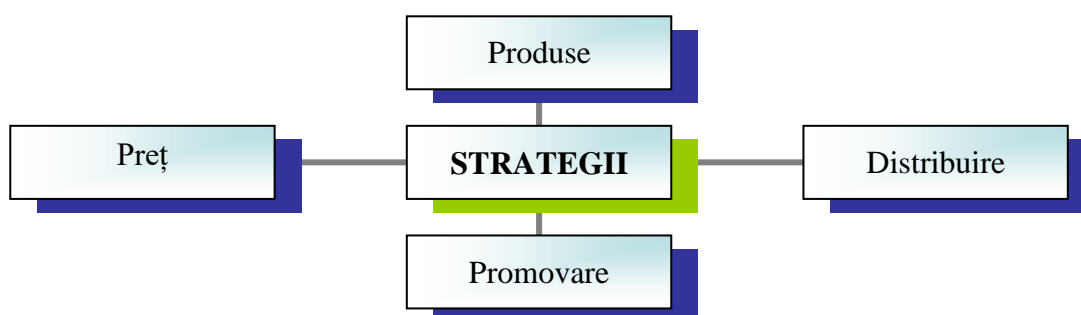 Produse
Preț
STRATEGII
Distribuire
Promovare